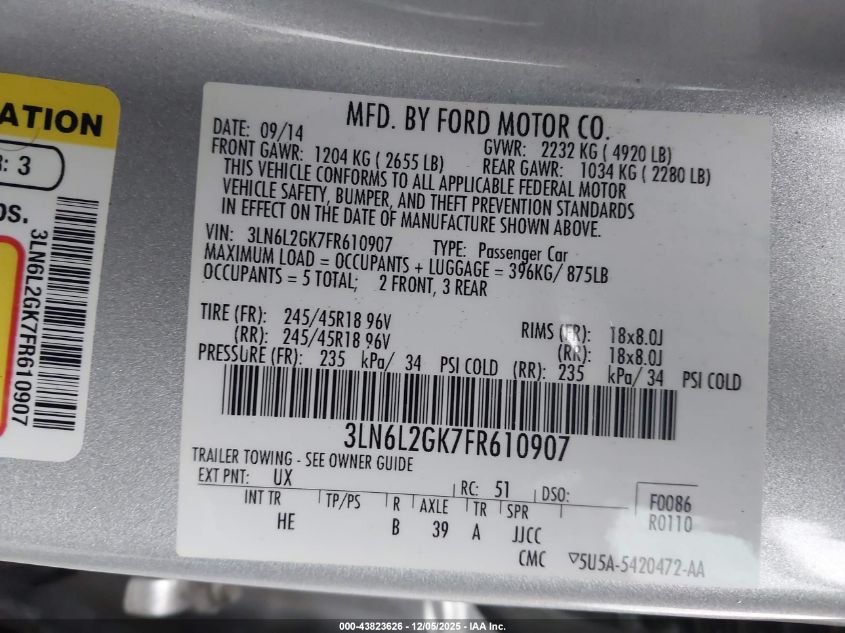 ATION
: 3
DS.
3LN6L2GK7FR610907
MFD. BY FORD MOTOR CO.
DATE: 09/14
GVWR: 2232 KG ( 4920 LB)
FRONT GAWR: 1204 KG ( 2655 LB)
REAR GAWR: 1034 KG ( 2280 LB)
THIS VEHICLE CONFORMS TO ALL APPLICABLE FEDERAL MOTOR
VEHICLE SAFETY, BUMPER, AND THEFT PREVENTION STANDARDS
IN EFFECT ON THE DATE OF MANUFACTURE SHOWN ABOVE.
VIN: 3LN6L2GK7FR610907 TYPE: Passenger Car
MAXIMUM LOAD = OCCUPANTS + LUGGAGE = 396KG/ 875LB
OCCUPANTS = 5 TOTAL; 2 FRONT, 3 REAR
TIRE (FR): 245/45R18 96V RIMS (FR): 18x8.0J
(RR): 245/45R18 96V (RR): 18x8.0J
PRESSURE (FR): 235 kPa/ 34 PSI COLD (RR): 235 kPa/ 34 PSI COLD
3LN6L2GK7FR610907
TRAILER TOWING - SEE OWNER GUIDE
EXT PNT: UX RC: 51 DSO:
INT TR TP/PS R AXLE TR SPR
HE B 39 A JJCC
F0086
R0110
CMC ▽5U5A-5420472-AA
000-43823626 - 12/05/2025 - IAA Inc.